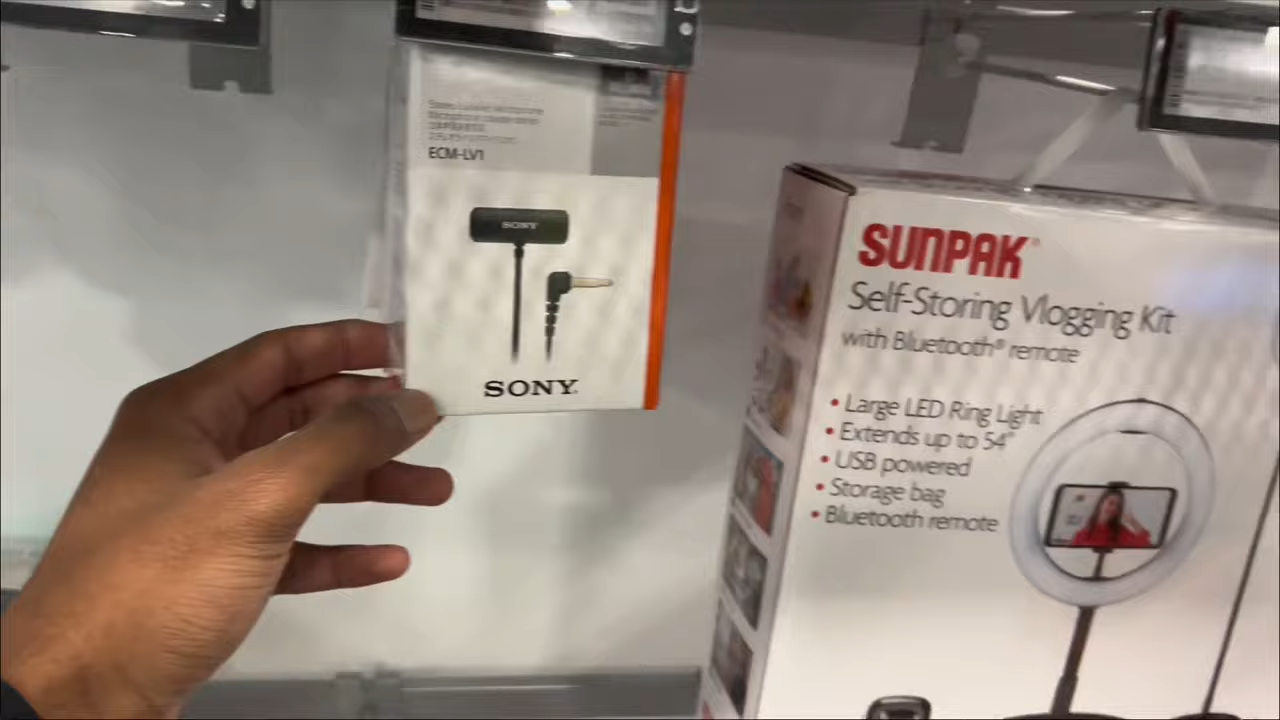 ECM-LV1
SONY
SONY
SUNPAK®
Self-Storing Vlogging Kit
with Bluetooth® remote
• Large LED Ring Light
• Extends up to 54"
• USB powered
• Storage bag
• Bluetooth remote